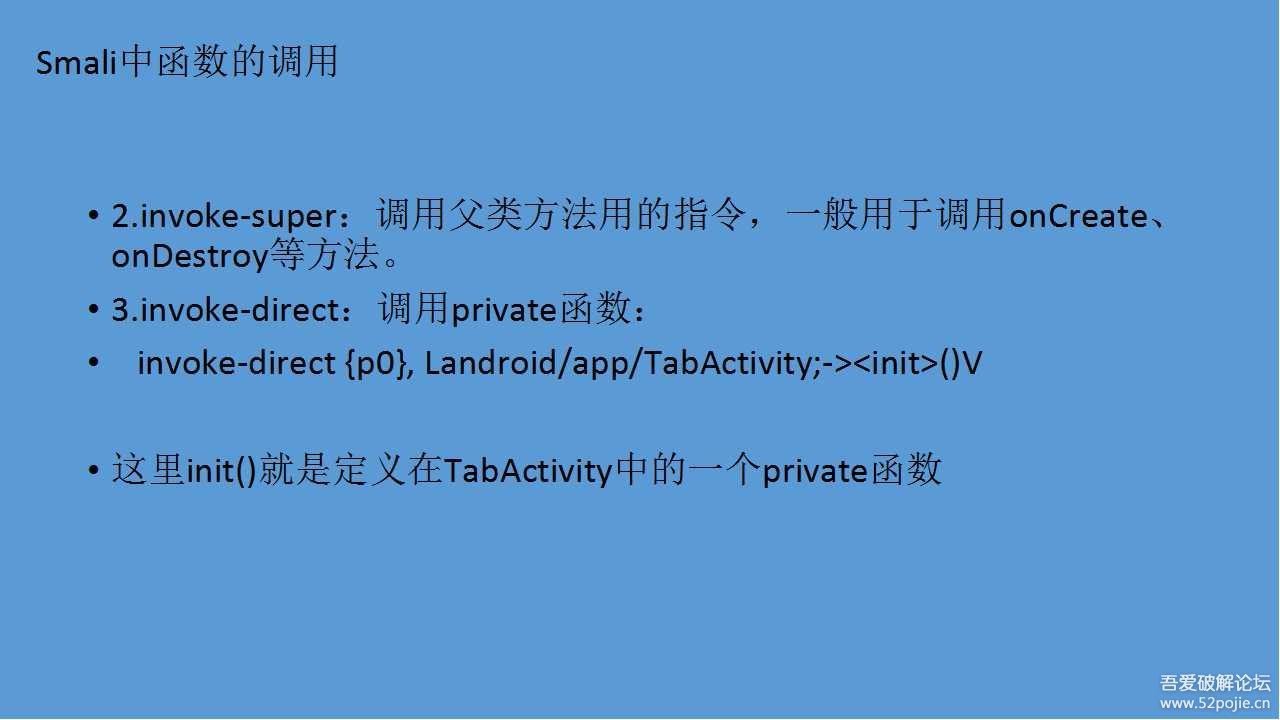 Smali中函数的调用
• 2.invoke-super：调用父类方法用的指令，一般用于调用onCreate、
onDestroy等方法。
• 3.invoke-direct：调用private函数：
• invoke-direct {p0}, Landroid/app/TabActivity;-><init>()V
• 这里init()就是定义在TabActivity中的一个private函数
吾爱破解论坛
www.52pojie.cn